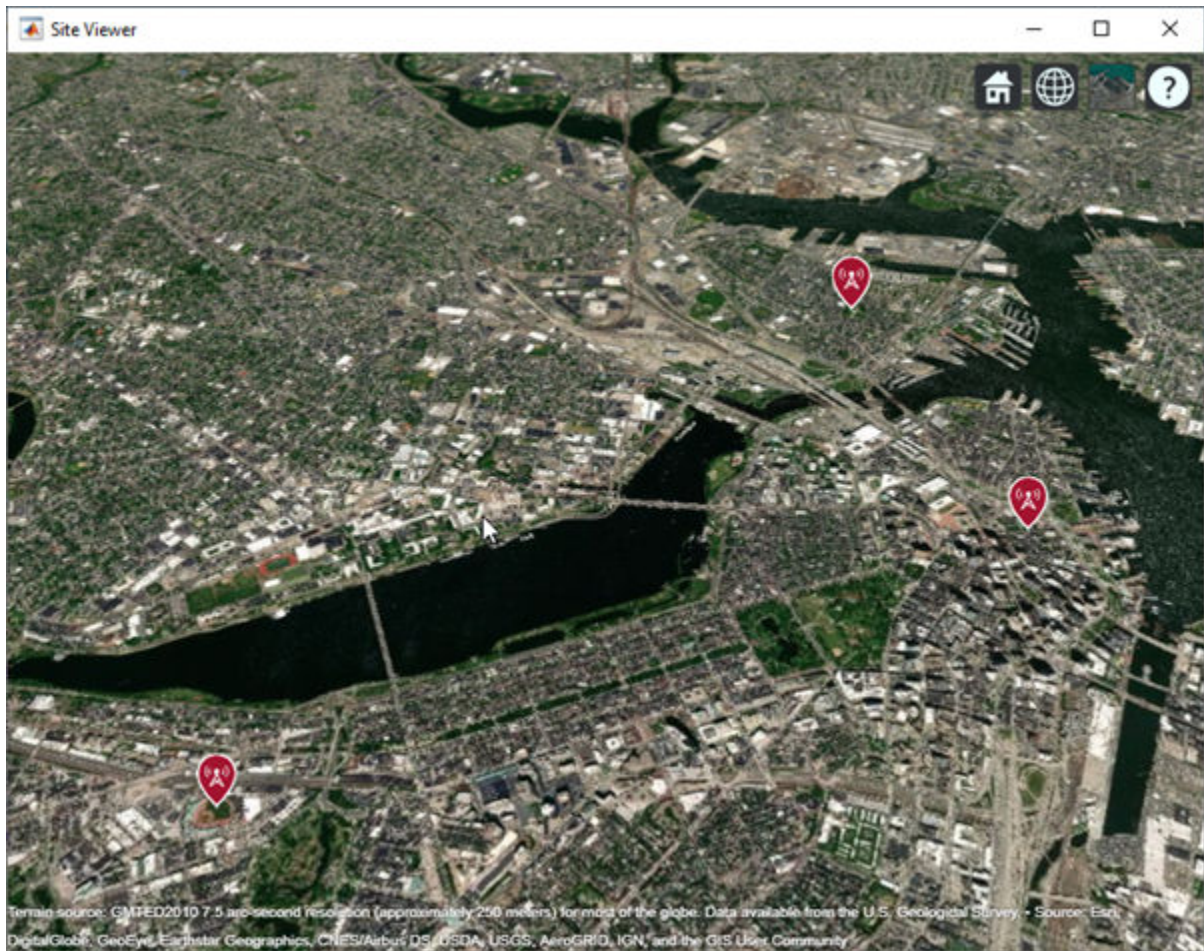 Site Viewer
?
Terrain source: GMTED2010 7.5 arc-second resolution (approximately 250 meters) for most of the globe. Data available from the U.S. Geological Survey. • Source: Esri,
DigitalGlobe, GeoEye, Earthstar Geographics, CNES/Airbus DS, USDA, USGS, AeroGRID, IGN, and the GIS User Community